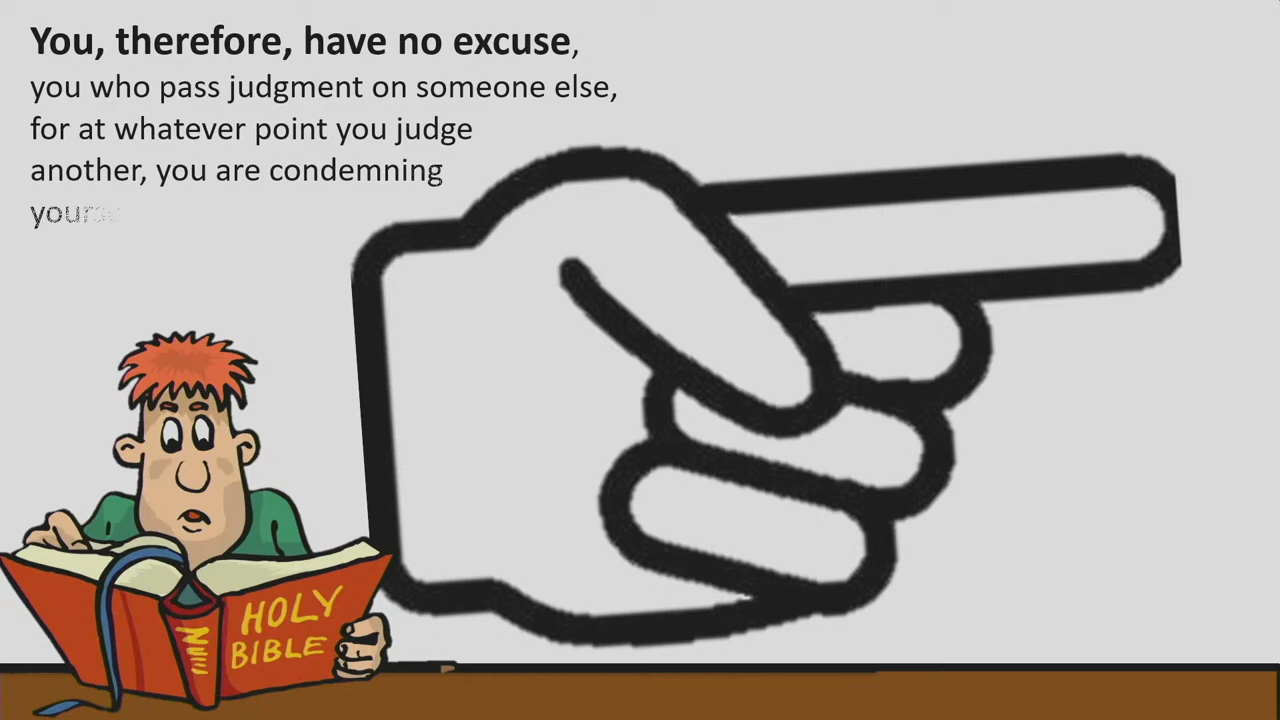 You, therefore, have no excuse,
you who pass judgment on someone else,
for at whatever point you judge
another, you are condemning
HOLY
BIBLE